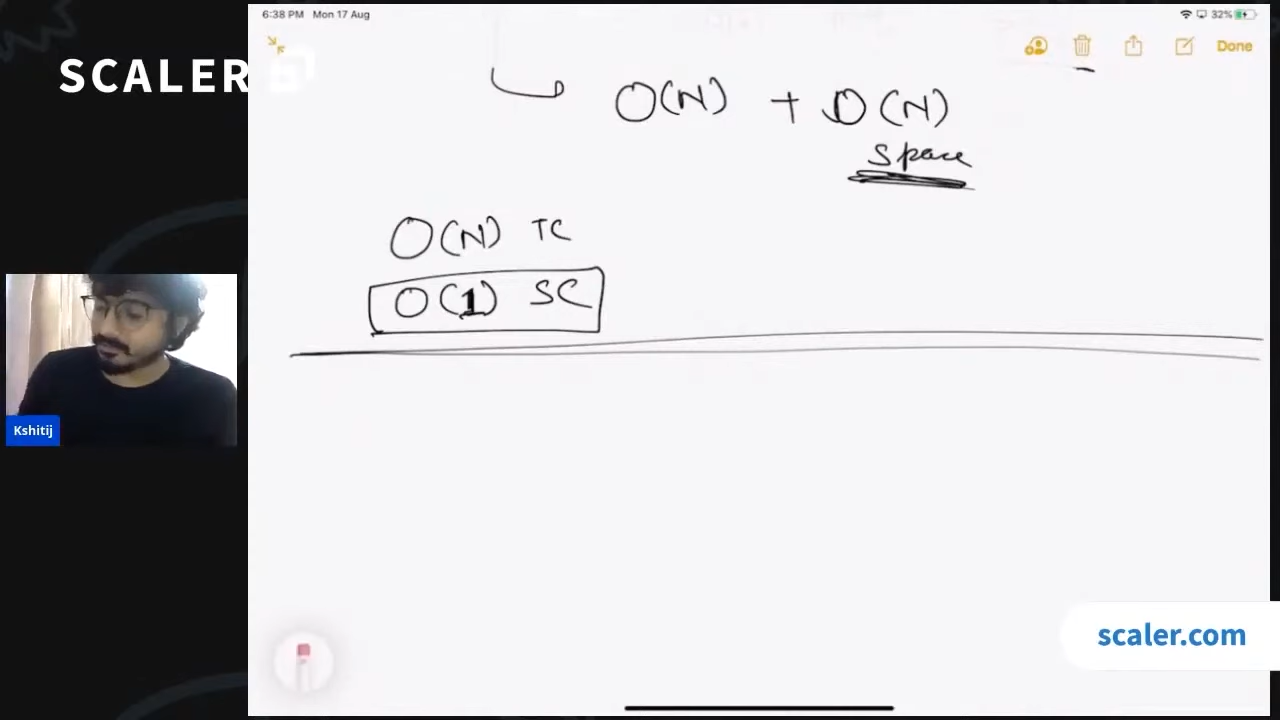 6:38 PM Mon 17 Aug
32%
SCALER
Done
O(N) + O(N)
Space
O(N) TC
O(1) SC
Kshitij
scaler.com